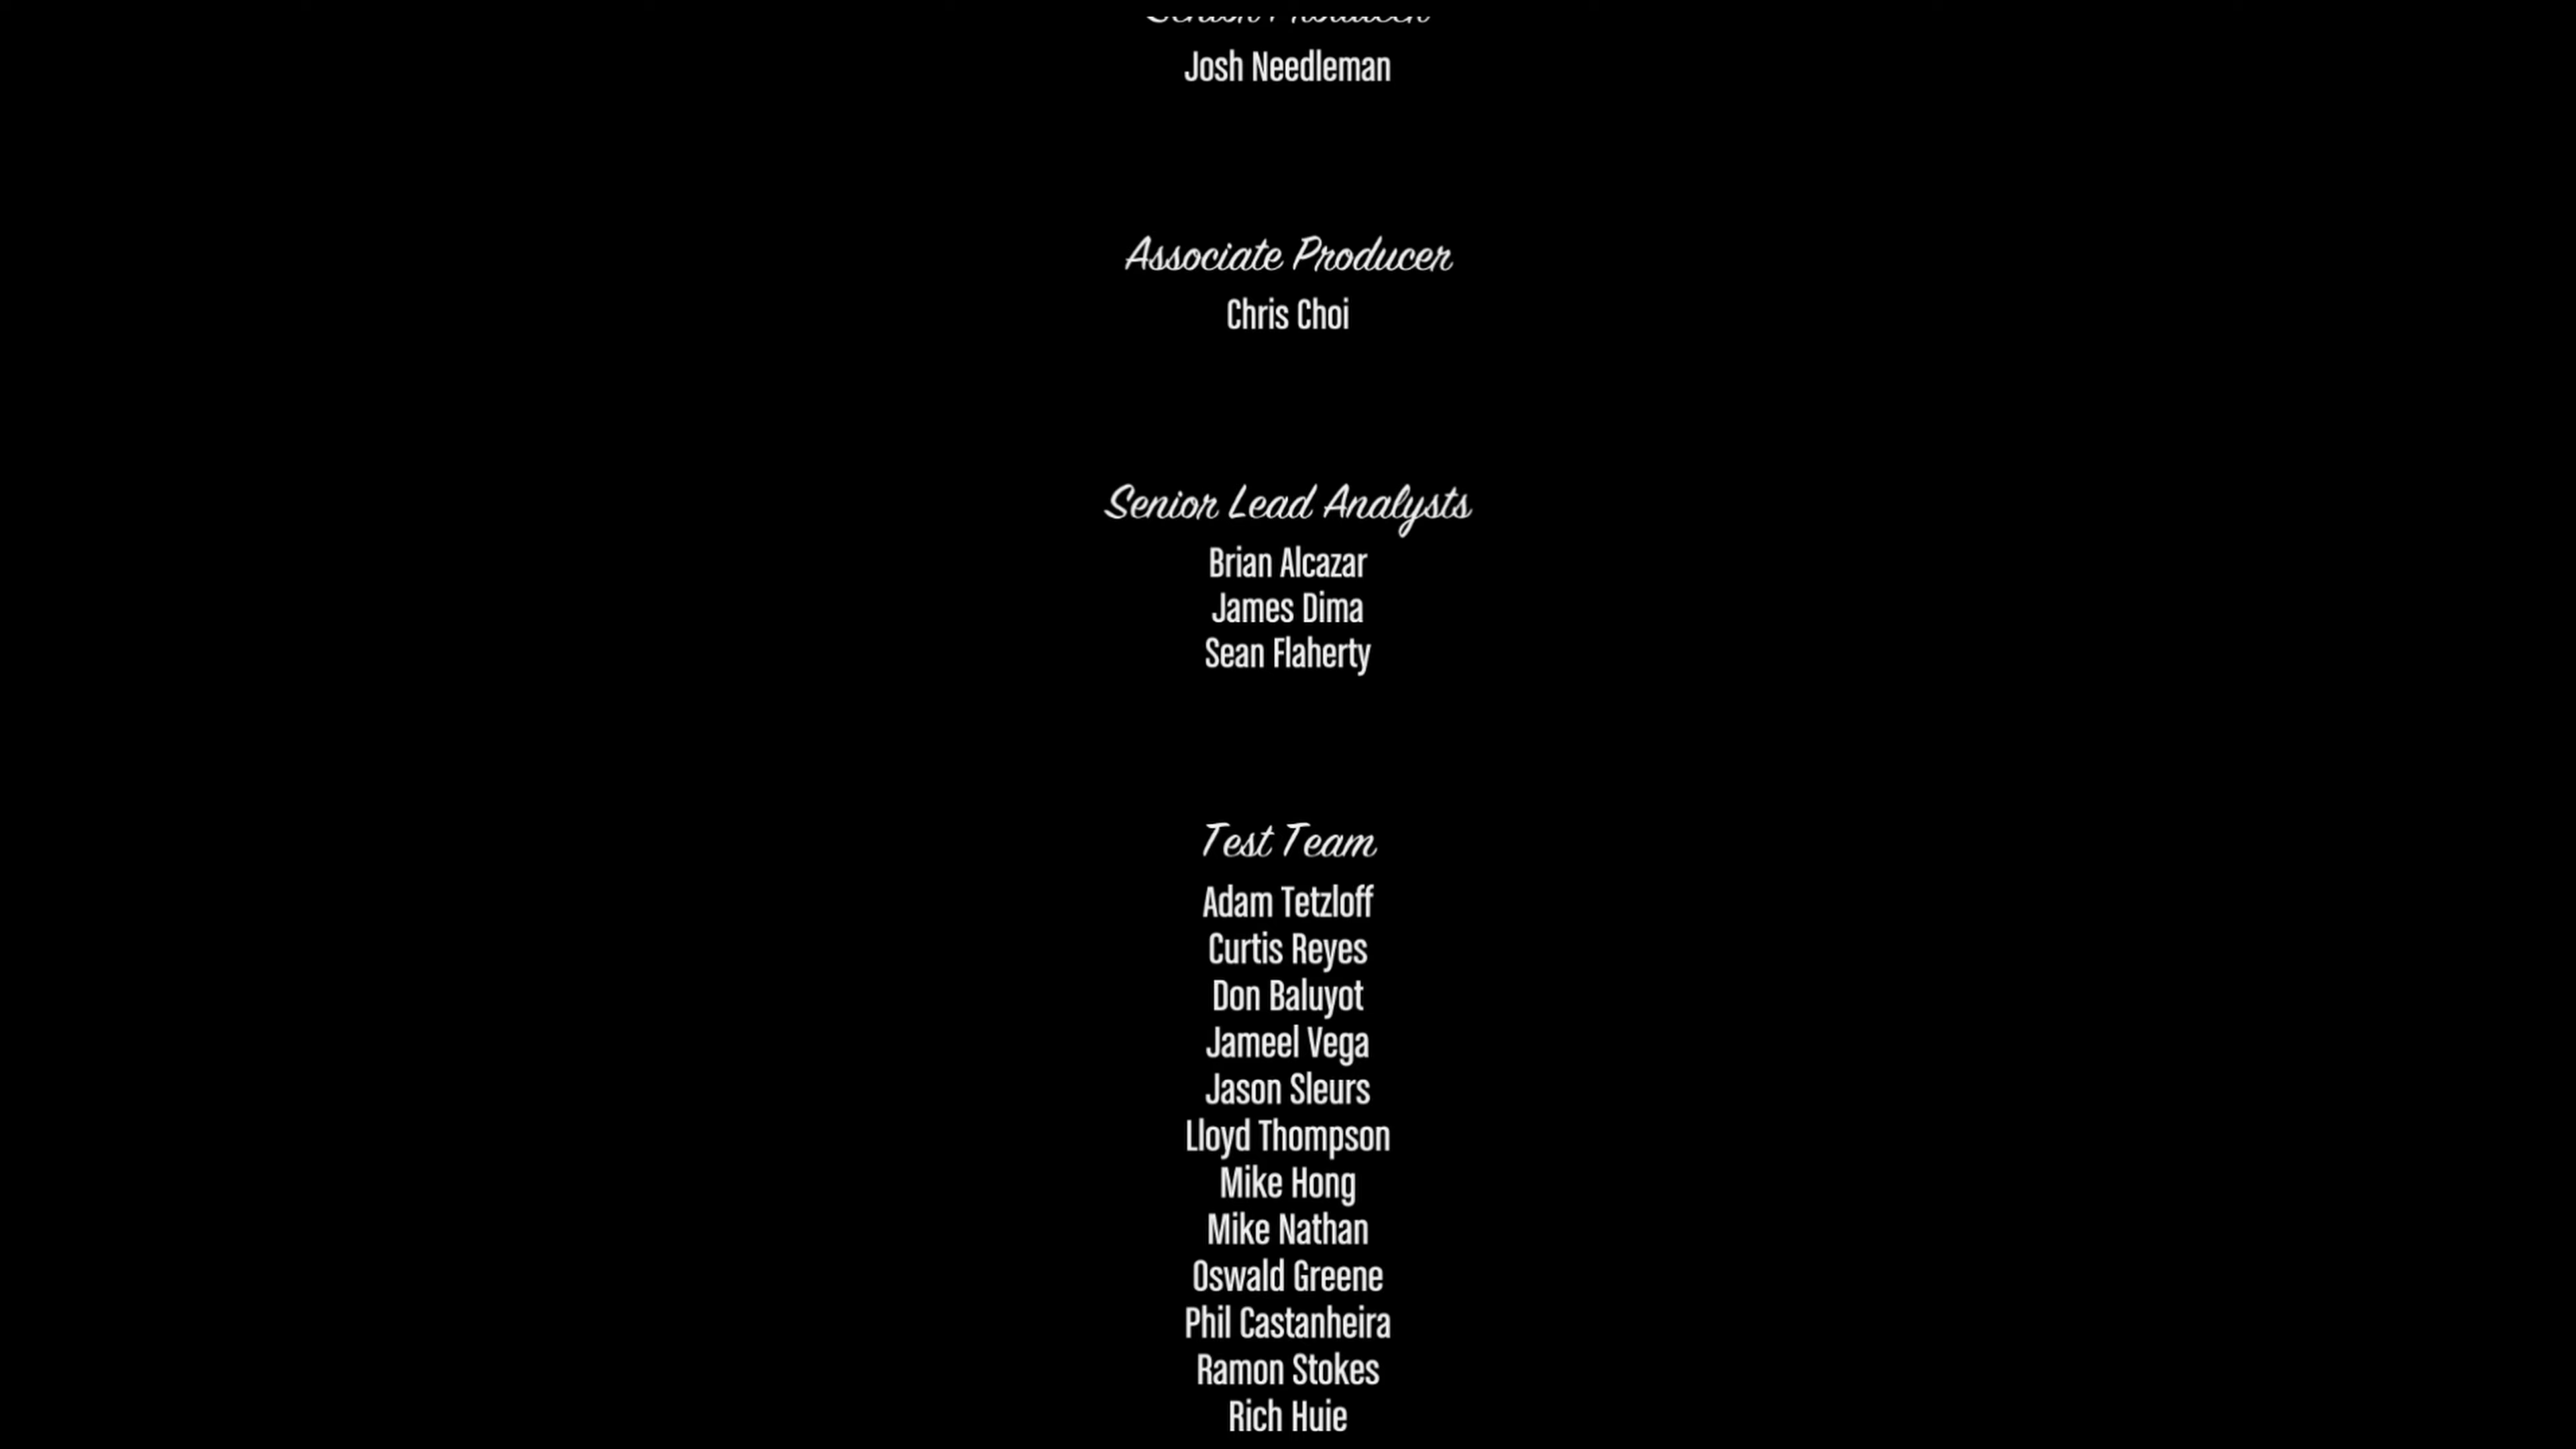 Senior Producer
Josh Needleman
Associate Producer
Chris Choi
Senior Lead Analysts
Brian Alcazar
James Dima
Sean Flaherty
Test Team
Adam Tetzloff
Curtis Reyes
Don Baluyot
Jameel Vega
Jason Sleurs
Lloyd Thompson
Mike Hong
Mike Nathan
Oswald Greene
Phil Castanheira
Ramon Stokes
Rich Huie